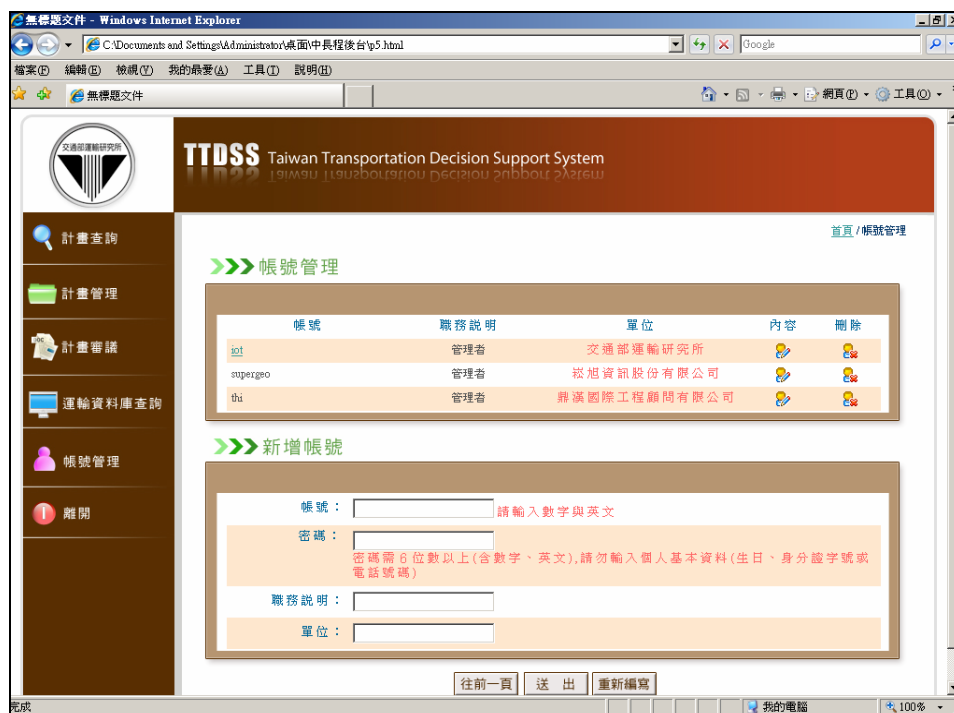 無標題文件 - Windows Internet Explorer
C:\Documents and Settings\Administrator\桌面\中長程後台\p5.html
Google
檔案(F) 編輯(E) 檢視(V) 我的最愛(A) 工具(T) 說明(H)
無標題文件
網頁(P) 工具(O)
交通部運輸研究所
TTDSS Taiwan Transportation Decision Support System
首頁 / 帳號管理
計畫查詢
計畫管理
計畫審議
運輸資料庫查詢
帳號管理
離開
帳號管理
帳號 職務說明 單位 內容 刪除
iot 管理者 交通部運輸研究所
supergeo 管理者 崧旭資訊股份有限公司
thi 管理者 鼎漢國際工程顧問有限公司
新增帳號
帳號： 請輸入數字與英文
密碼：
密碼需6位數以上(含數字、英文),請勿輸入個人基本資料(生日、身分證字號或
電話號碼)
職務說明：
單位：
往前一頁 送 出 重新編寫
完成 我的電腦 100%